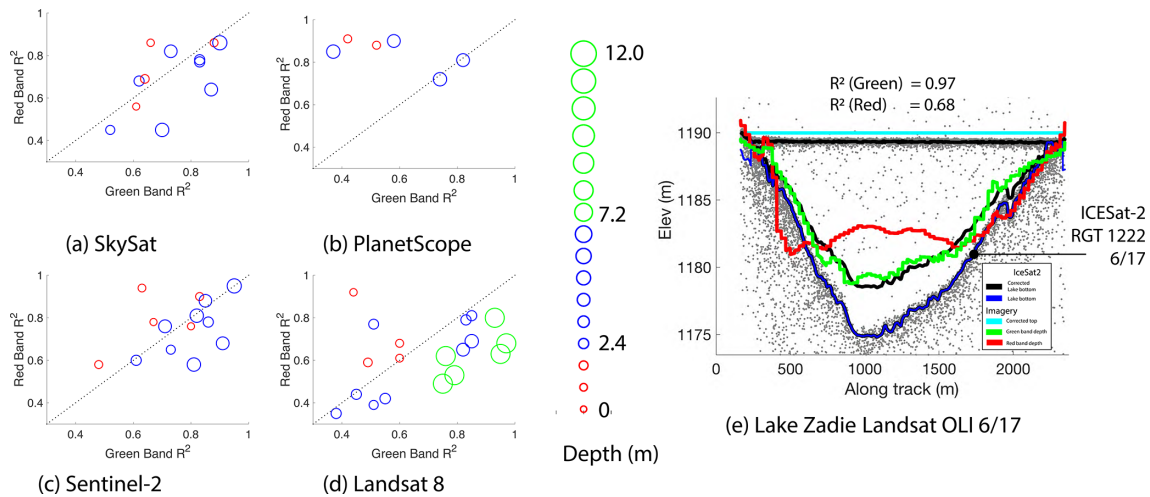 1
0.8
0.6
0.4
Red Band R²
0.4 0.6 0.8 1
Green Band R²
(a) SkySat
1
0.8
0.6
0.4
Red Band R²
0.4 0.6 0.8 1
Green Band R²
(b) PlanetScope
1
0.8
0.6
0.4
Red Band R²
0.4 0.6 0.8 1
Green Band R²
(c) Sentinel-2
1
0.8
0.6
0.4
Red Band R²
0.4 0.6 0.8 1
Green Band R²
(d) Landsat 8
12.0
7.2
2.4
0
Depth (m)
R² (Green) = 0.97
R² (Red) = 0.68
1190
1185
1180
1175
Elev (m)
0 500 1000 1500 2000
Along track (m)
ICESat-2
RGT 1222
6/17
IceSat2
Corrected
Lake bottom
Lake bottom
Imagery
Corrected top
Green band depth
Red band depth
(e) Lake Zadie Landsat OLI 6/17